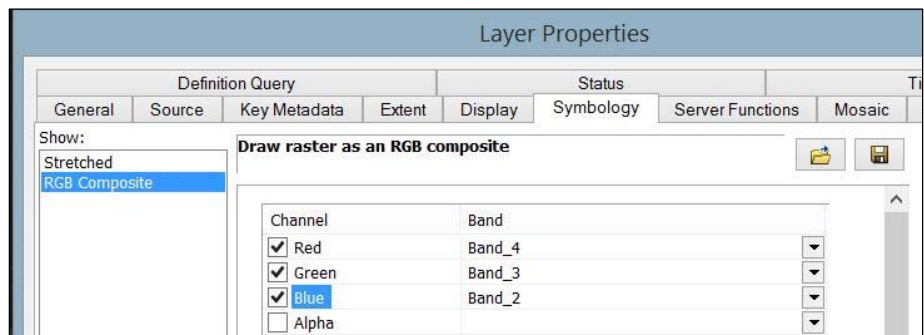 Layer Properties
Definition Query Status Ti
General Source Key Metadata Extent Display Symbology Server Functions Mosaic
Show:
Stretched
RGB Composite
Draw raster as an RGB composite
Channel Band
Red Band_4
Green Band_3
Blue Band_2
Alpha